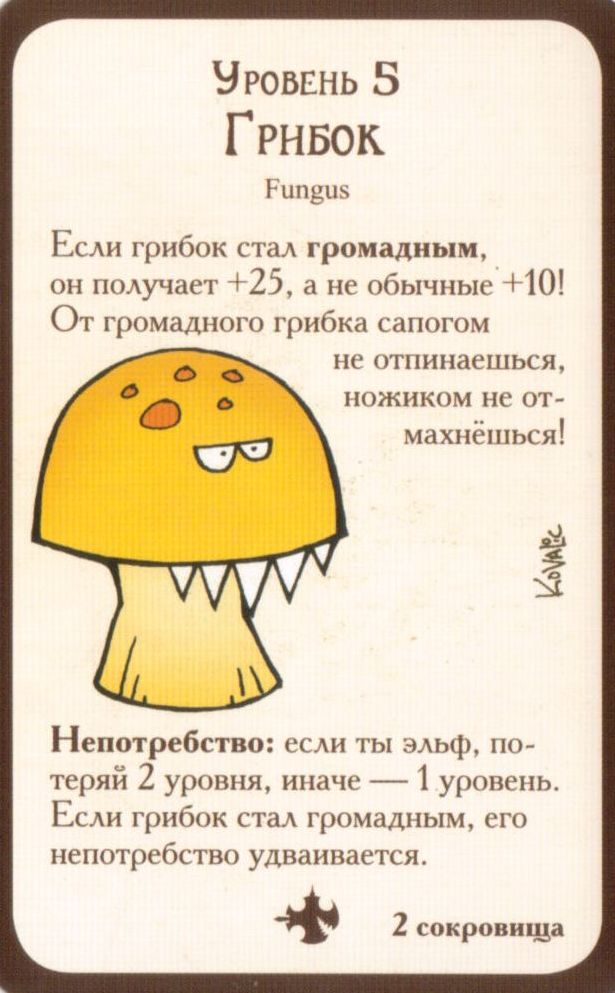 Уровень 5
Грибок
Fungus
Если грибок стал громадным,
он получает +25, а не обычные +10!
От громадного грибка сапогом
не отпинаешься,
ножиком не от-
махнёшься!
Kovalic
Непотребство: если ты эльф, по-
теряй 2 уровня, иначе — 1 уровень.
Если грибок стал громадным, его
непотребство удваивается.
2 сокровища